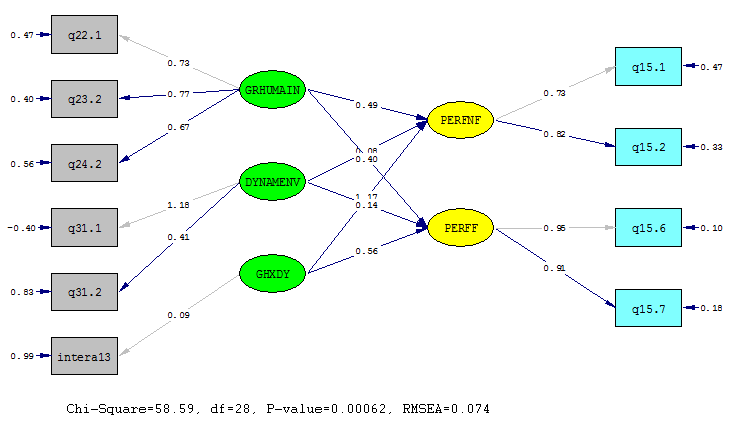 0.47 q22.1
0.40 q23.2
0.56 q24.2
-0.40 q31.1
0.83 q31.2
0.99 intera13
0.73
0.77
0.67
1.18
0.41
0.09
GRHUMAIN
DYNAMENV
GHXDY
0.49
0.08
0.40
1.17
0.14
0.56
PERFNF
PERFF
0.73
0.82
0.95
0.91
q15.1 0.47
q15.2 0.33
q15.6 0.10
q15.7 0.18
Chi-Square=58.59, df=28, P-value=0.00062, RMSEA=0.074